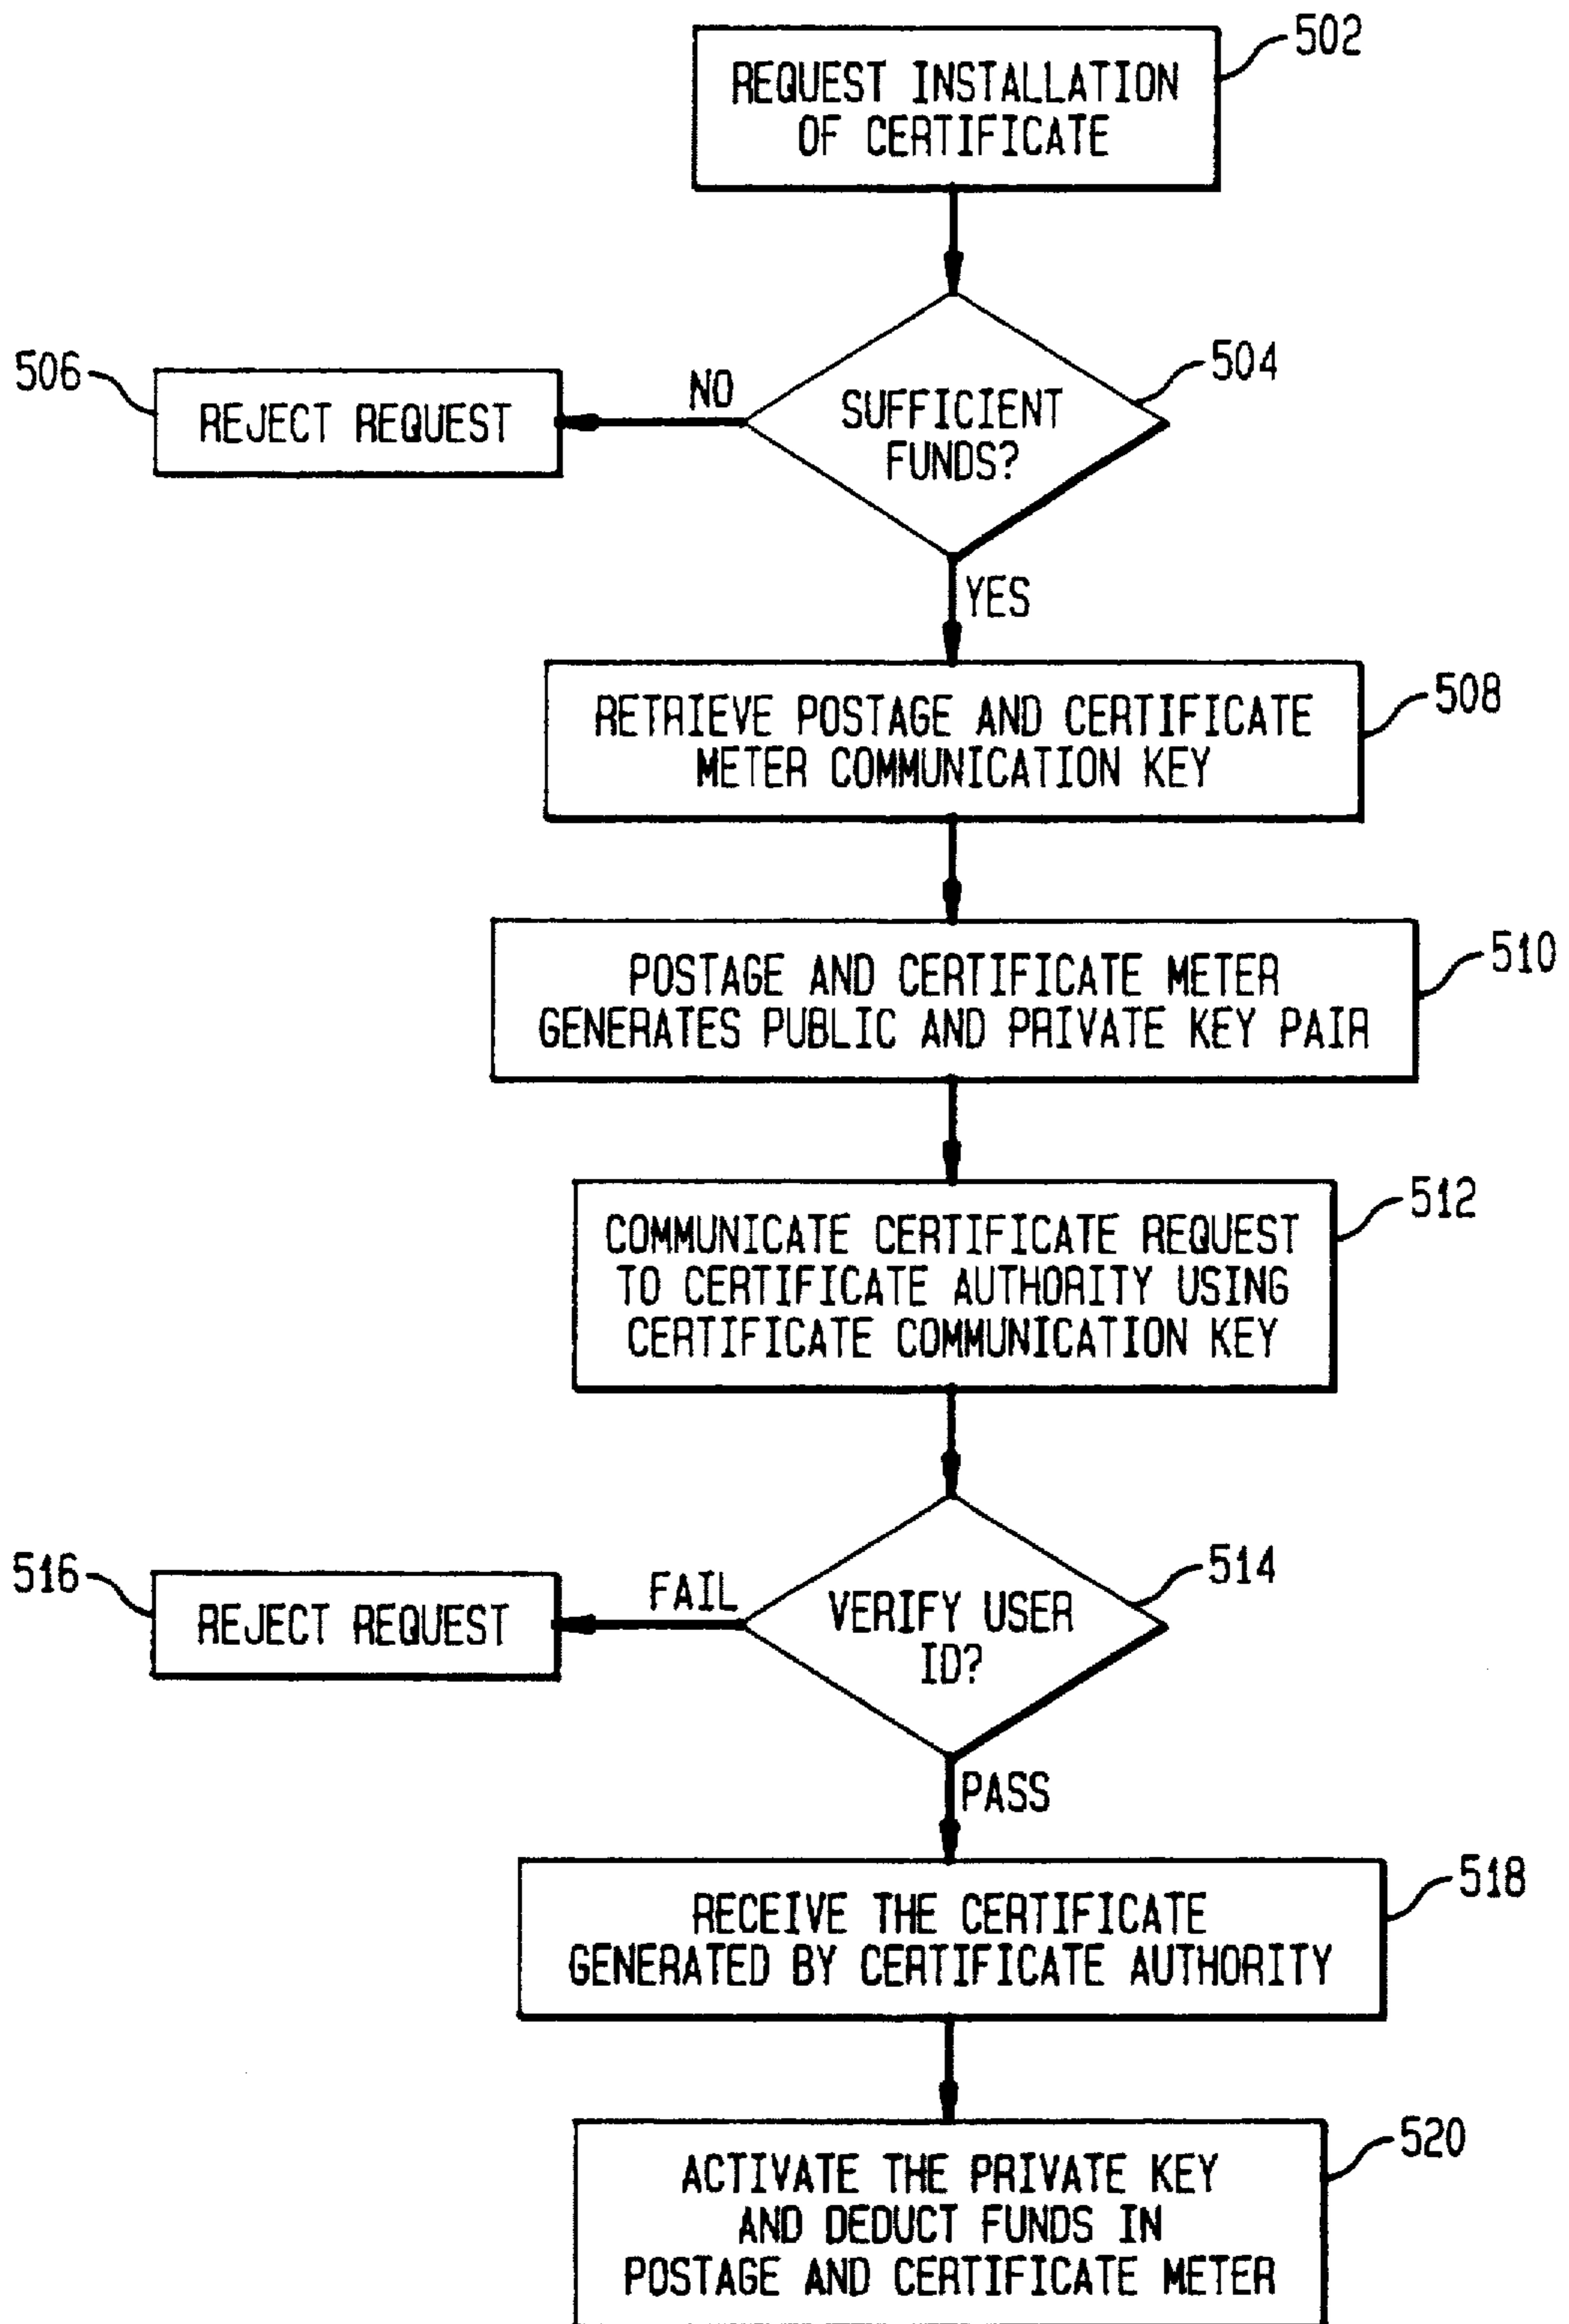 502
REQUEST INSTALLATION
OF CERTIFICATE
504
506
NO
SUFFICIENT
FUNDS?
REJECT REQUEST
YES
508
RETRIEVE POSTAGE AND CERTIFICATE
METER COMMUNICATION KEY
510
POSTAGE AND CERTIFICATE METER
GENERATES PUBLIC AND PRIVATE KEY PAIR
512
COMMUNICATE CERTIFICATE REQUEST
TO CERTIFICATE AUTHORITY USING
CERTIFICATE COMMUNICATION KEY
514
516
FAIL
VERIFY USER
ID?
REJECT REQUEST
PASS
518
RECEIVE THE CERTIFICATE
GENERATED BY CERTIFICATE AUTHORITY
520
ACTIVATE THE PRIVATE KEY
AND DEDUCT FUNDS IN
POSTAGE AND CERTIFICATE METER